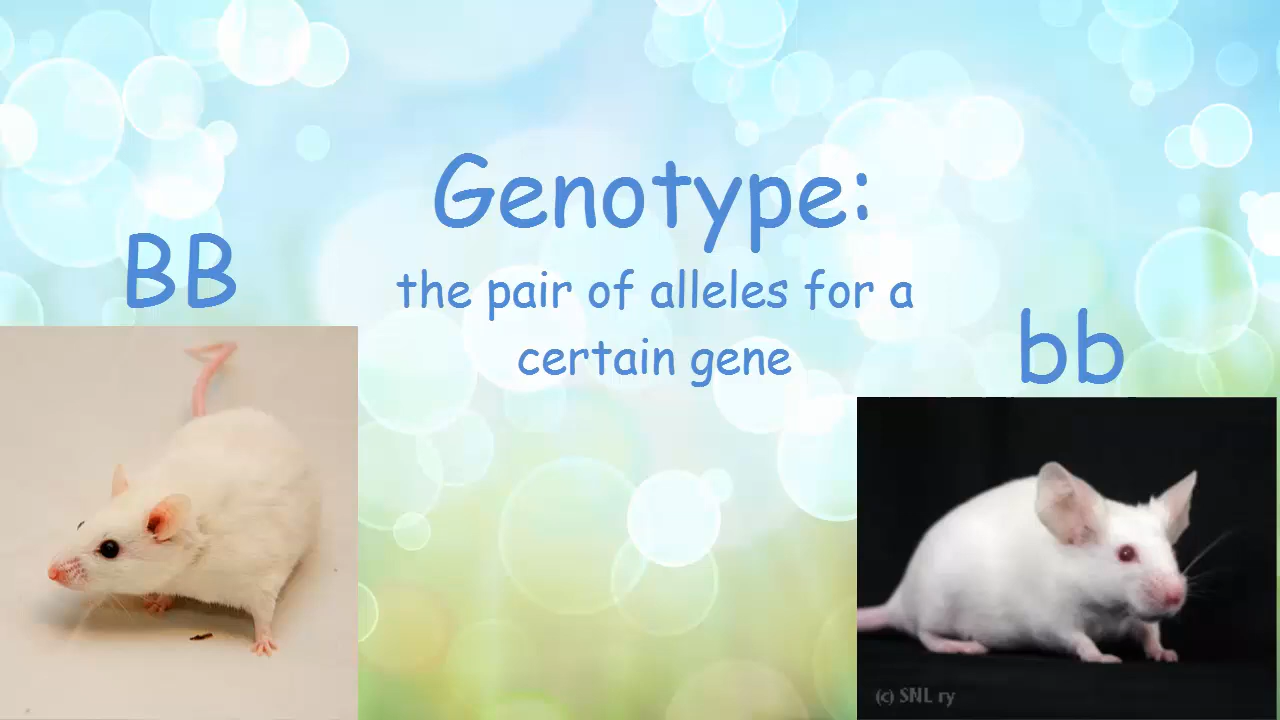 Genotype:
the pair of alleles for a
certain gene
BB
bb
(c) SNL ry